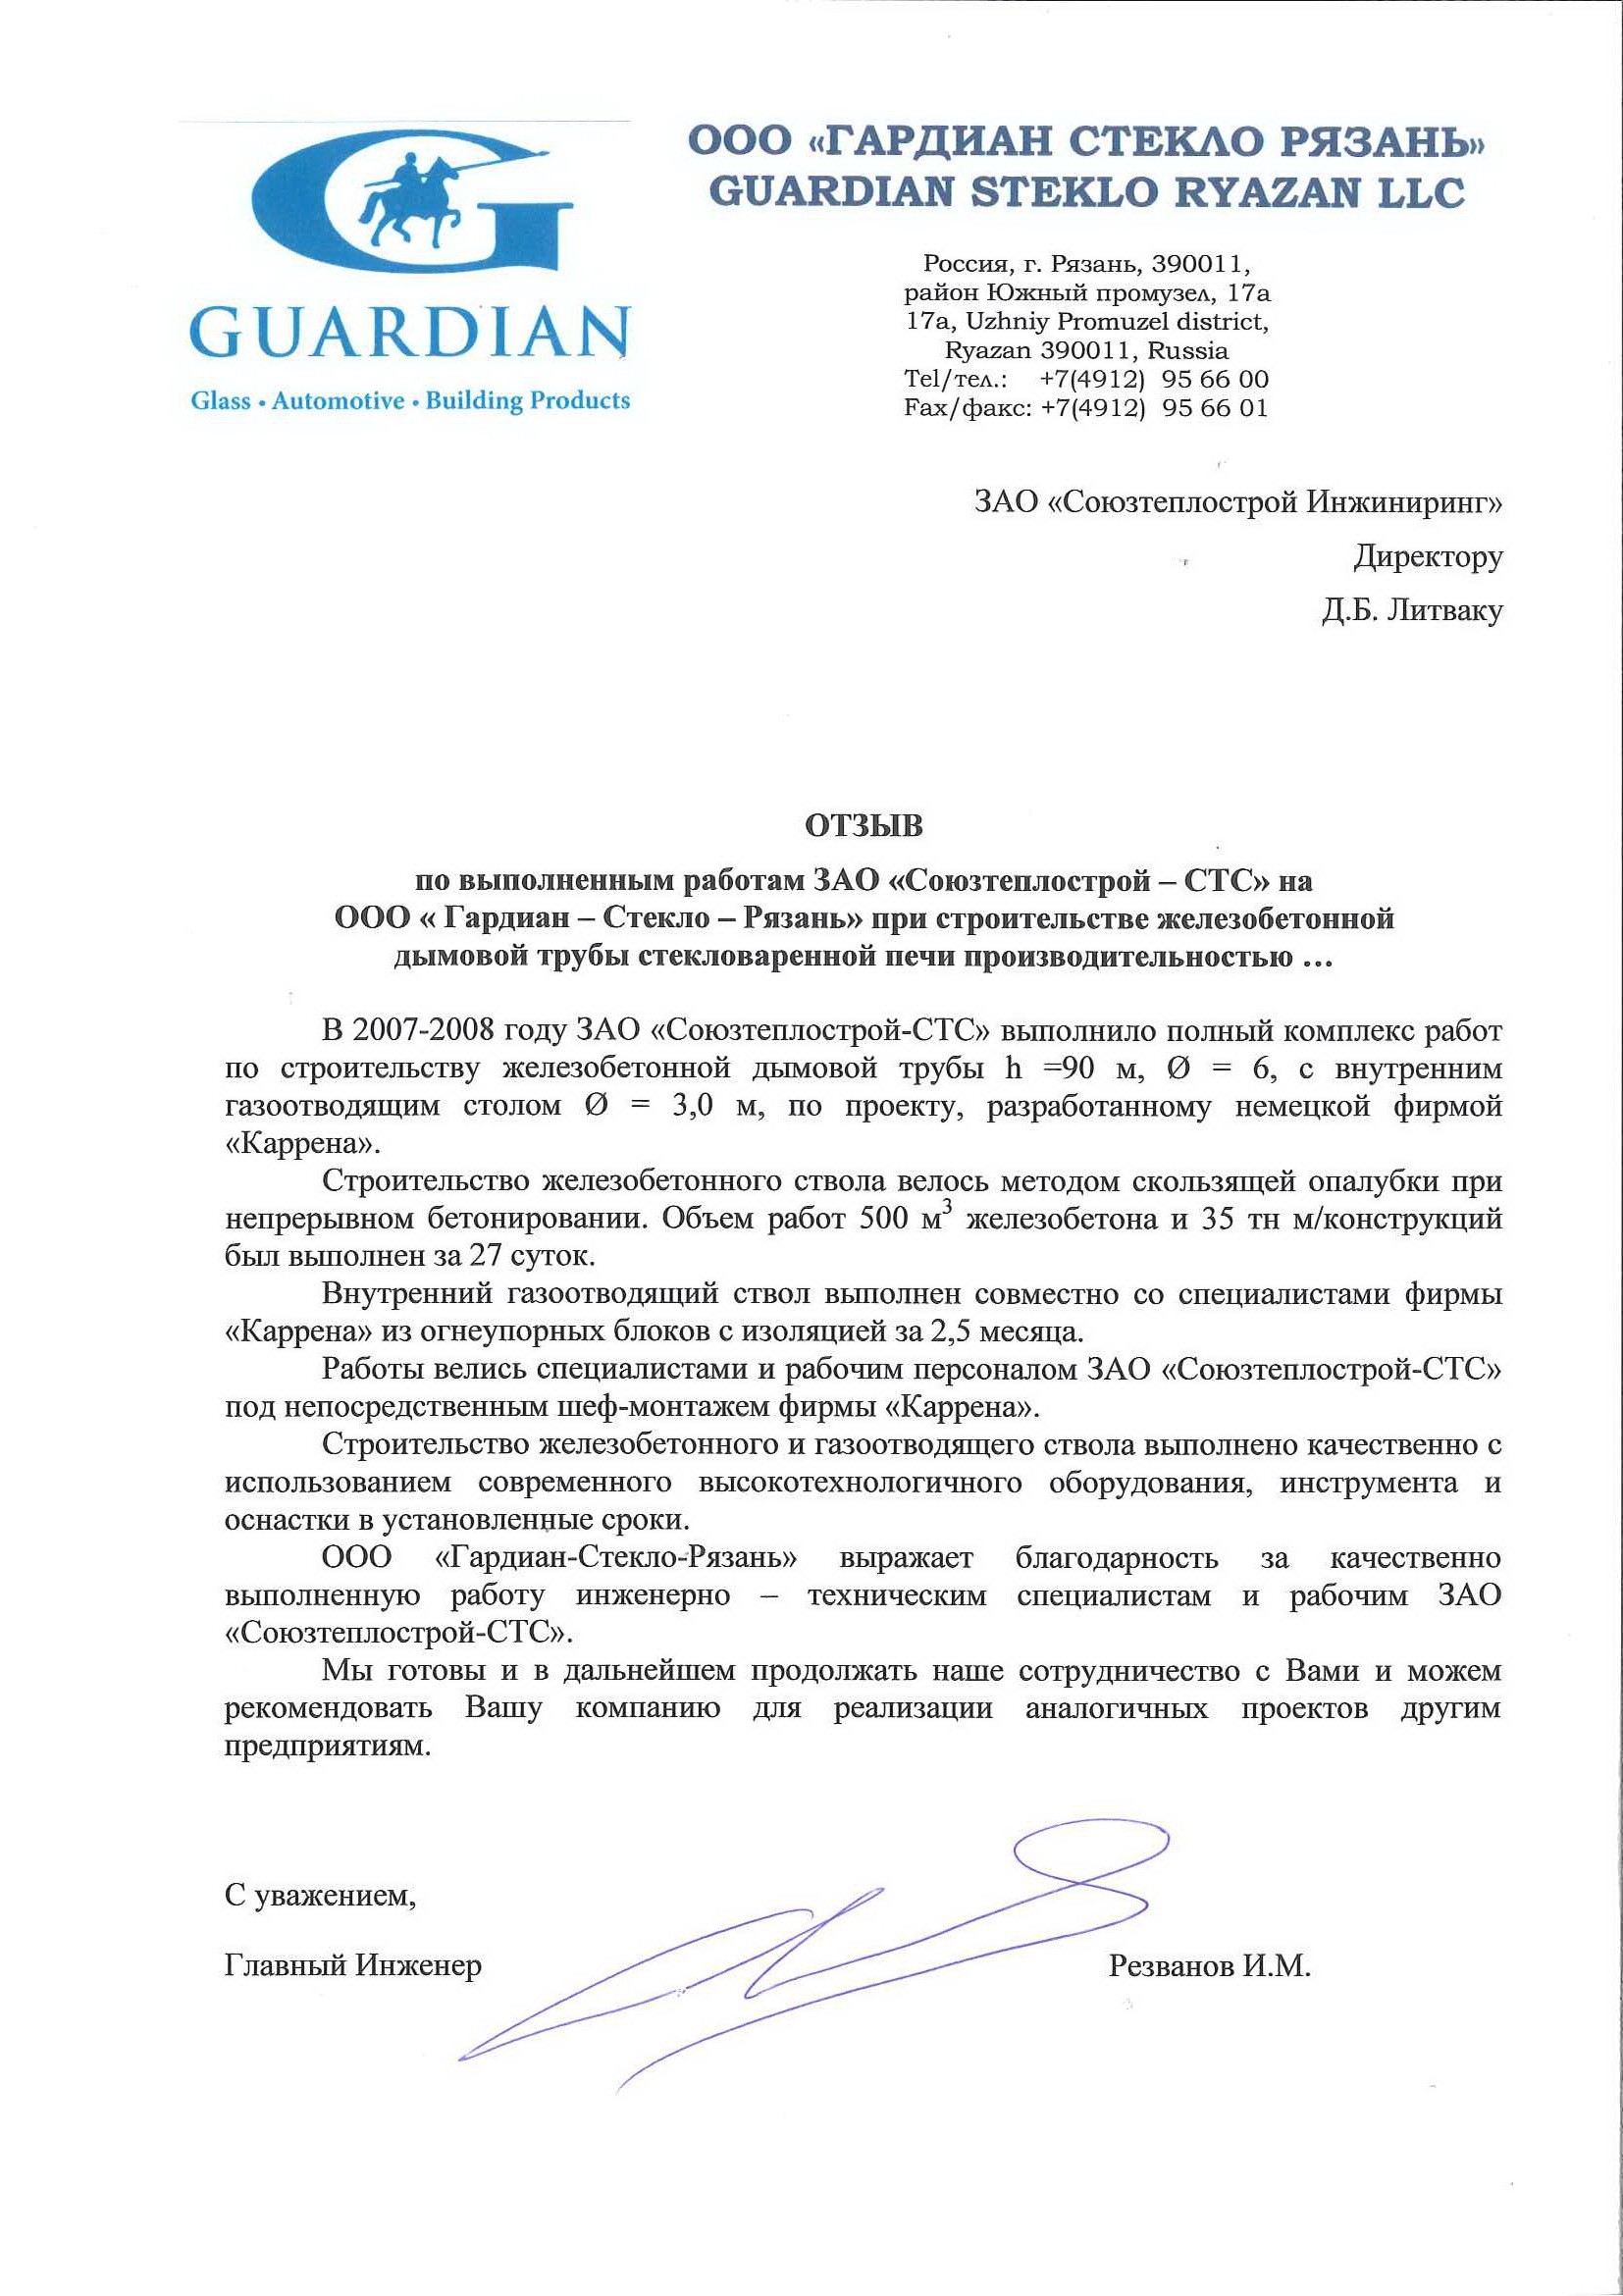 ООО «ГАРДИАН СТЕКЛО РЯЗАНЬ»
GUARDIAN STEKLO RYAZAN LLC
GUARDIAN
Glass • Automotive • Building Products
Россия, г. Рязань, 390011,
район Южный промузел, 17а
17a, Uzhniy Promuzel district,
Ryazan 390011, Russia
Tel/тел.: +7(4912) 95 66 00
Fax/факс: +7(4912) 95 66 01
ЗАО «Союзтеплострой Инжиниринг»
Директору
Д.Б. Литваку
ОТЗЫВ
по выполненным работам ЗАО «Союзтеплострой – СТС» на
ООО « Гардиан – Стекло – Рязань» при строительстве железобетонной
дымовой трубы стекловаренной печи производительностью ...
В 2007-2008 году ЗАО «Союзтеплострой-СТС» выполнило полный комплекс работ
по строительству железобетонной дымовой трубы h =90 м, Ø = 6, с внутренним
газоотводящим столом Ø = 3,0 м, по проекту, разработанному немецкой фирмой
«Каррена».
Строительство железобетонного ствола велось методом скользящей опалубки при
непрерывном бетонировании. Объем работ 500 м³ железобетона и 35 тн м/конструкций
был выполнен за 27 суток.
Внутренний газоотводящий ствол выполнен совместно со специалистами фирмы
«Каррена» из огнеупорных блоков с изоляцией за 2,5 месяца.
Работы велись специалистами и рабочим персоналом ЗАО «Союзтеплострой-СТС»
под непосредственным шеф-монтажем фирмы «Каррена».
Строительство железобетонного и газоотводящего ствола выполнено качественно с
использованием современного высокотехнологичного оборудования, инструмента и
оснастки в установленные сроки.
ООО «Гардиан-Стекло-Рязань» выражает благодарность за качественно
выполненную работу инженерно – техническим специалистам и рабочим ЗАО
«Союзтеплострой-СТС».
Мы готовы и в дальнейшем продолжать наше сотрудничество с Вами и можем
рекомендовать Вашу компанию для реализации аналогичных проектов другим
предприятиям.
С уважением,
Главный Инженер Резванов И.М.